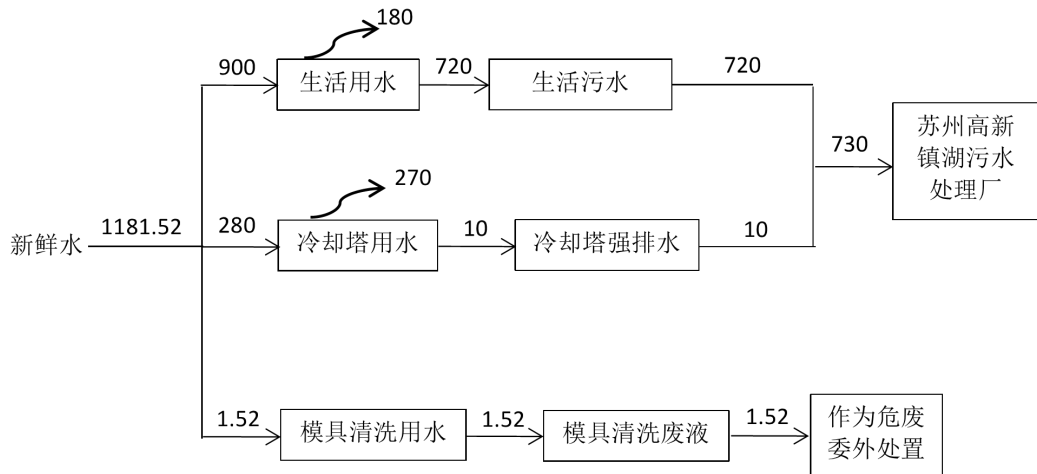 180
900
生活用水
720
生活污水
720
苏州高新
镇湖污水
处理厂
730
270
新鲜水
1181.52
280
冷却塔用水
10
冷却塔强排水
10
1.52
模具清洗用水
1.52
模具清洗废液
1.52
作为危废
委外处置